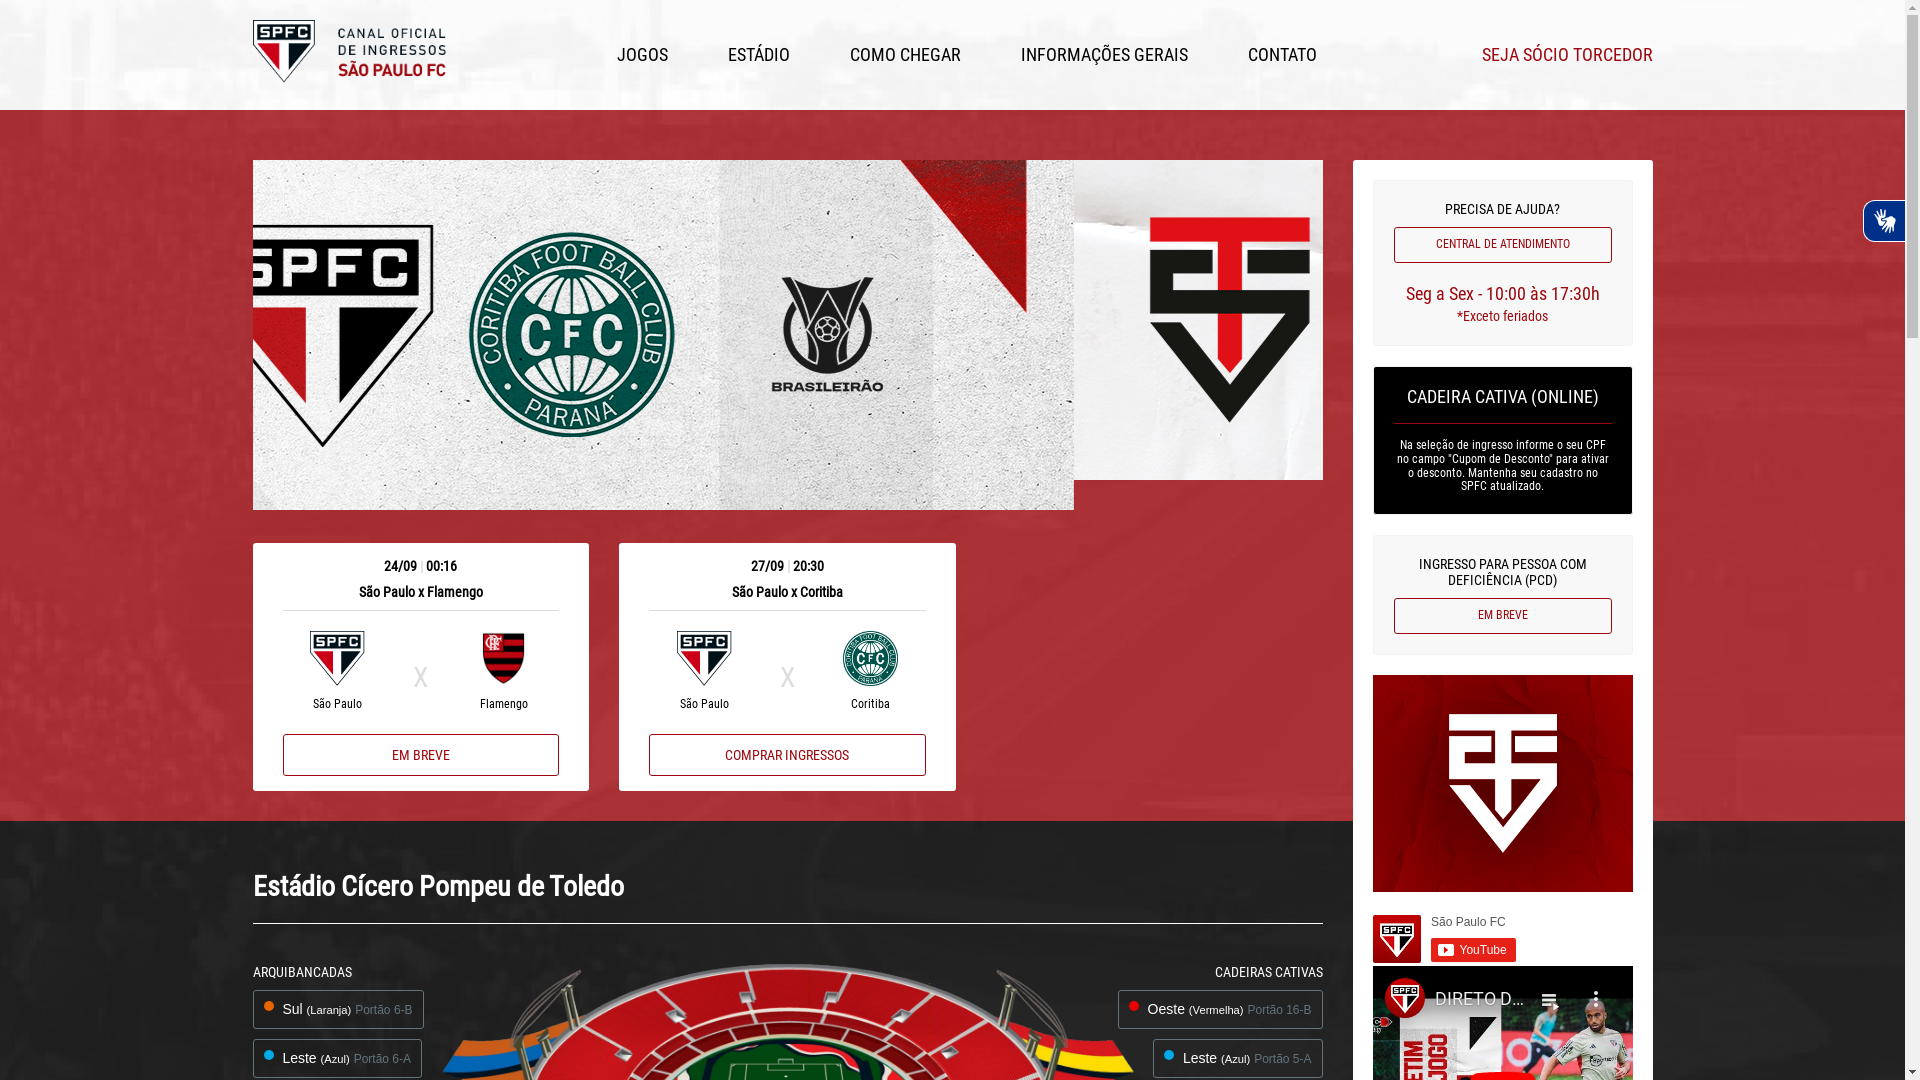 SPFC
CANAL OFICIAL
DE INGRESSOS
SÃO PAULO FC
JOGOS
ESTÁDIO
COMO CHEGAR
INFORMAÇÕES GERAIS
CONTATO
SEJA SÓCIO TORCEDOR
SPFC
CORITIBA FOOT BALL CLUB
CFC
PARANÁ
BRASILEIRÃO
24/09 | 00:16
São Paulo x Flamengo
SPFC
X
São Paulo
Flamengo
EM BREVE
27/09 | 20:30
São Paulo x Coritiba
SPFC
X
CFC
São Paulo
Coritiba
COMPRAR INGRESSOS
PRECISA DE AJUDA?
CENTRAL DE ATENDIMENTO
Seg a Sex - 10:00 às 17:30h
*Exceto feriados
CADEIRA CATIVA (ONLINE)
Na seleção de ingresso informe o seu CPF
no campo "Cupom de Desconto" para ativar
o desconto. Mantenha seu cadastro no
SPFC atualizado.
INGRESSO PARA PESSOA COM
DEFICIÊNCIA (PCD)
EM BREVE
São Paulo FC
YouTube
SPFC
DIRETO D...
Estádio Cícero Pompeu de Toledo
ARQUIBANCADAS
Sul (Laranja) Portão 6-B
Leste (Azul) Portão 6-A
CADEIRAS CATIVAS
Oeste (Vermelha) Portão 16-B
Leste (Azul) Portão 5-A